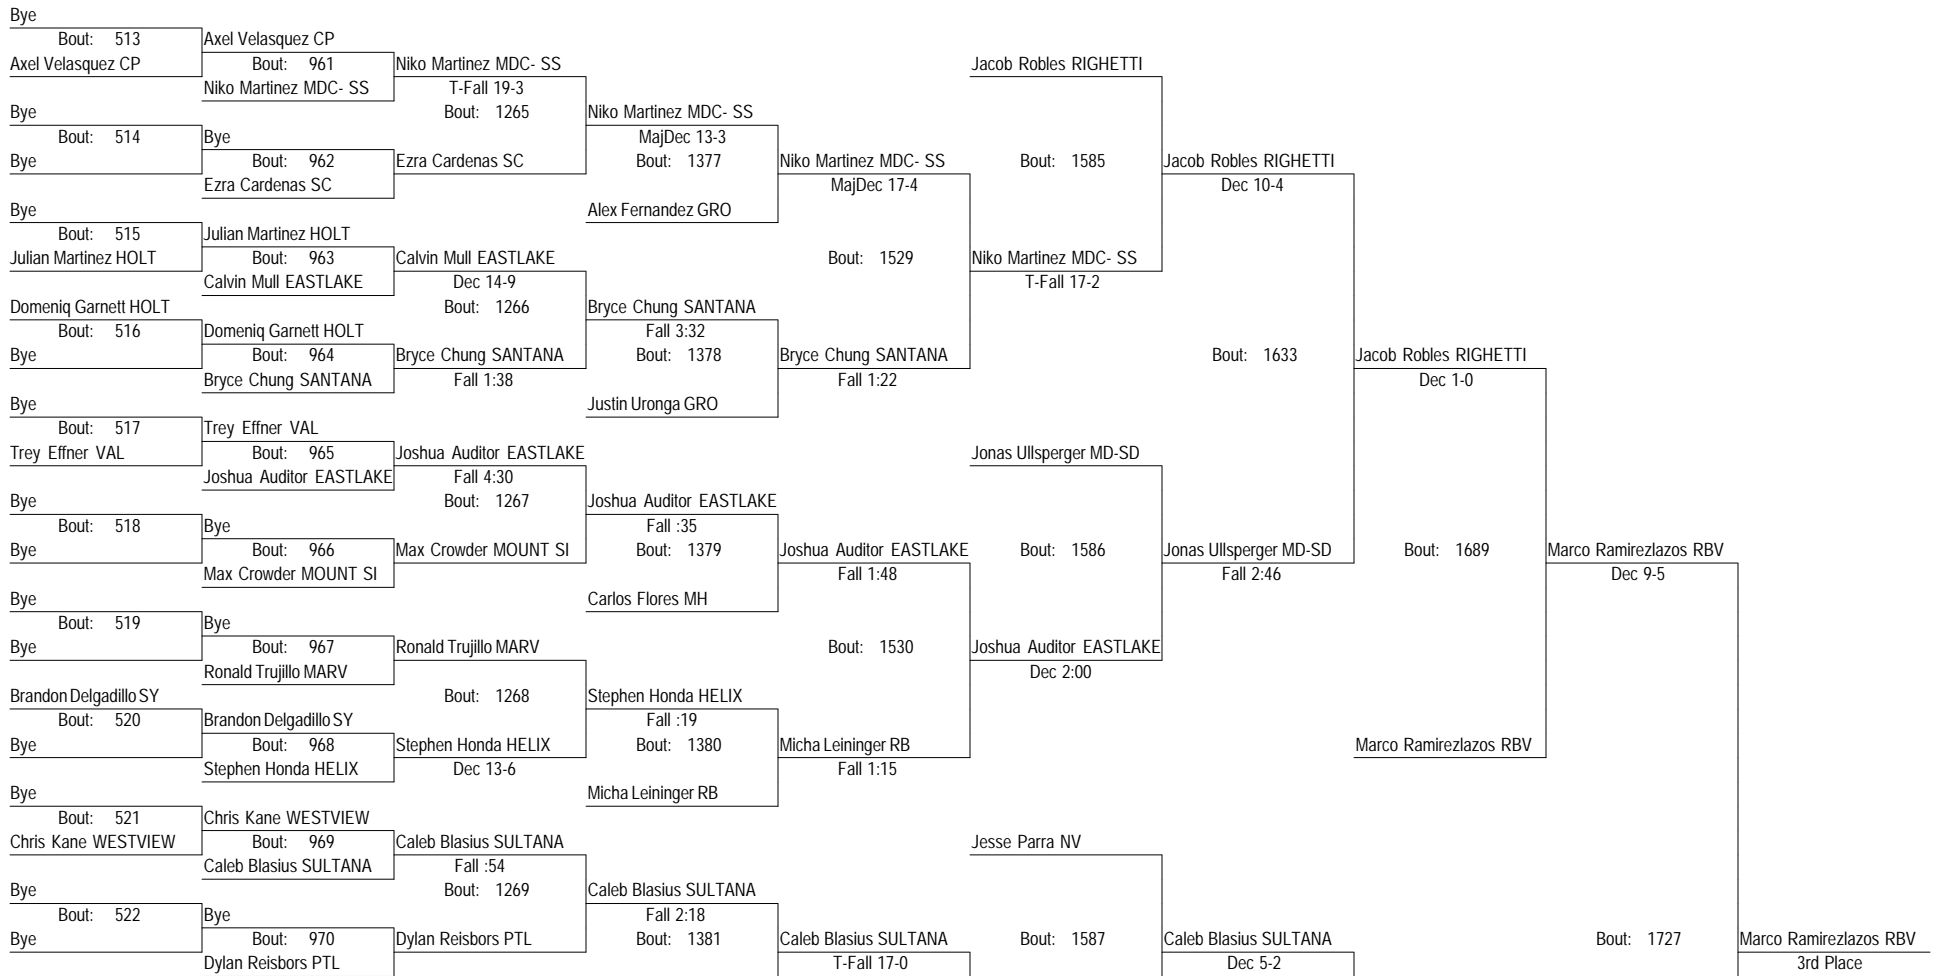 Bye
Bout: 513 Axel Velasquez CP
Axel Velasquez CP Bout: 961 Niko Martinez MDC- SS Jacob Robles RIGHETTI
Niko Martinez MDC- SS T-Fall 19-3
Bye Bout: 1265 Niko Martinez MDC- SS
Bout: 514 Bye MajDec 13-3
Bye Bout: 962 Ezra Cardenas SC Bout: 1377 Niko Martinez MDC- SS Bout: 1585 Jacob Robles RIGHETTI
Ezra Cardenas SC MajDec 17-4 Dec 10-4
Bye Alex Fernandez GRO
Bout: 515 Julian Martinez HOLT
Julian Martinez HOLT Bout: 963 Calvin Mull EASTLAKE Bout: 1529 Niko Martinez MDC- SS
Calvin Mull EASTLAKE Dec 14-9 T-Fall 17-2
Domeniq Garnett HOLT Bout: 1266 Bryce Chung SANTANA
Bout: 516 Domeniq Garnett HOLT Fall 3:32
Bye Bout: 964 Bryce Chung SANTANA Bout: 1378 Bryce Chung SANTANA Bout: 1633 Jacob Robles RIGHETTI
Bryce Chung SANTANA Fall 1:38 Fall 1:22 Dec 1-0
Bye Justin Uronga GRO
Bout: 517 Trey Effner VAL
Trey Effner VAL Bout: 965 Joshua Auditor EASTLAKE Jonas Ullsperger MD-SD
Joshua Auditor EASTLAKE Fall 4:30
Bye Bout: 1267 Joshua Auditor EASTLAKE
Bout: 518 Bye Fall :35
Bye Bout: 966 Max Crowder MOUNT SI Bout: 1379 Joshua Auditor EASTLAKE Bout: 1586 Jonas Ullsperger MD-SD Bout: 1689 Marco Ramirezlazos RBV
Max Crowder MOUNT SI Fall 1:48 Fall 2:46 Dec 9-5
Bye Carlos Flores MH
Bout: 519 Bye
Bye Bout: 967 Ronald Trujillo MARV Bout: 1530 Joshua Auditor EASTLAKE
Ronald Trujillo MARV Dec 2:00
Brandon Delgadillo SY Bout: 1268 Stephen Honda HELIX
Bout: 520 Brandon Delgadillo SY Fall :19
Bye Bout: 968 Stephen Honda HELIX Bout: 1380 Micha Leininger RB Marco Ramirezlazos RBV
Stephen Honda HELIX Dec 13-6 Fall 1:15
Bye Micha Leininger RB
Bout: 521 Chris Kane WESTVIEW
Chris Kane WESTVIEW Bout: 969 Caleb Blasius SULTANA Jesse Parra NV
Caleb Blasius SULTANA Fall :54
Bye Bout: 1269 Caleb Blasius SULTANA
Bout: 522 Bye Fall 2:18
Bye Bout: 970 Dylan Reisbors PTL Bout: 1381 Caleb Blasius SULTANA Bout: 1587 Caleb Blasius SULTANA Bout: 1727 Marco Ramirezlazos RBV
Dylan Reisbors PTL T-Fall 17-0 Dec 5-2 3rd Place